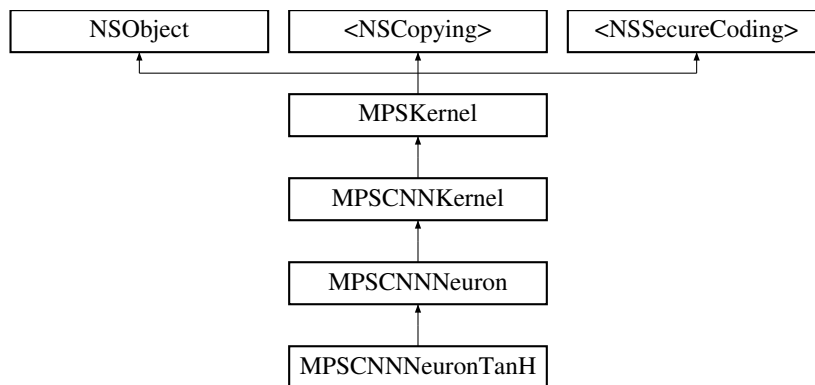 NSObject
<NSCopying>
<NSSecureCoding>
MPSKernel
MPSCNNKernel
MPSCNNNeuron
MPSCNNNeuronTanH